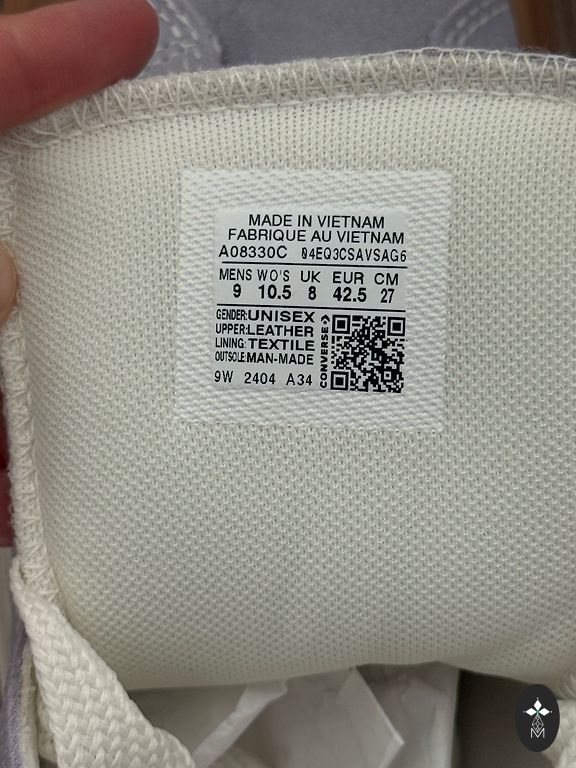 MADE IN VIETNAM
FABRIQUE AU VIETNAM
A08330C 04EQ3CSAVSAG6
MENS WO'S UK EUR CM
9 10.5 8 42.5 27
GENDER:UNISEX
UPPER:LEATHER
LINING:TEXTILE
OUTSOLE:MAN-MADE
9W 2404 A34
CONVERSE
M